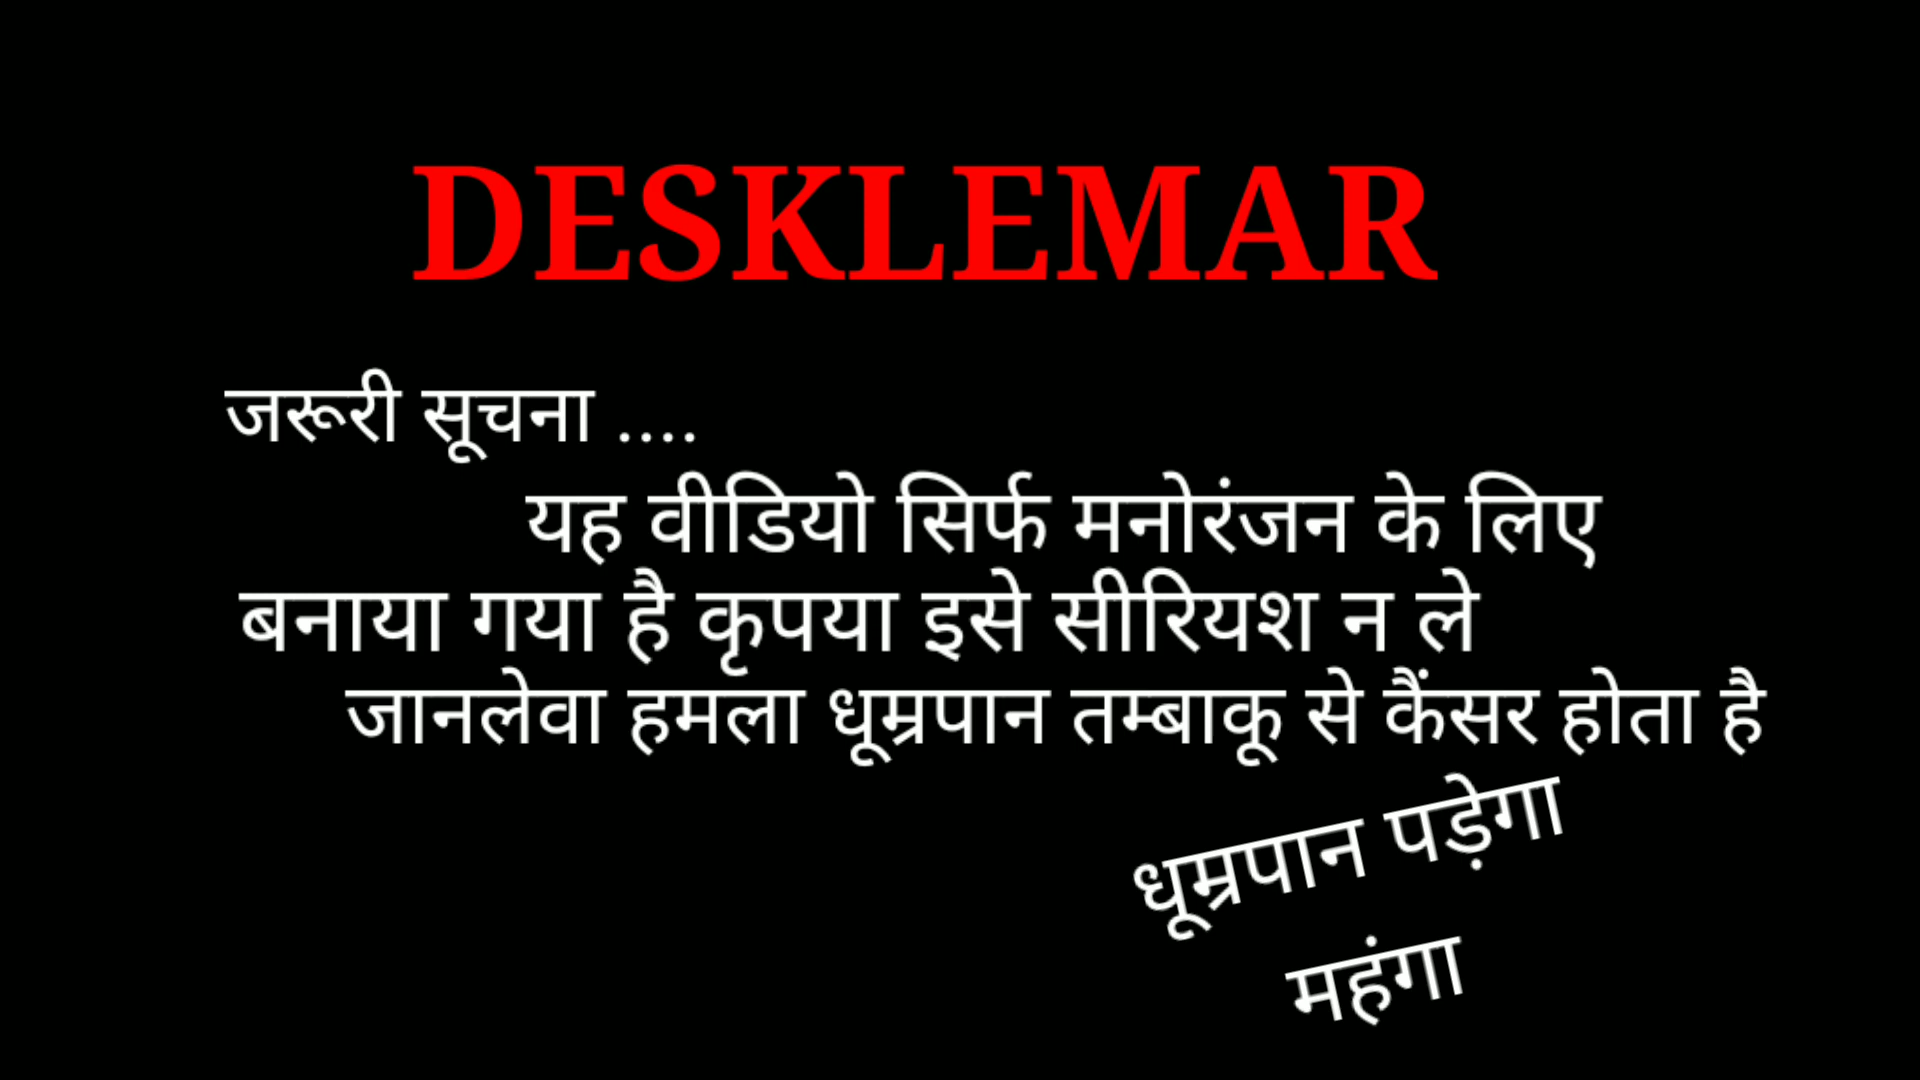 DESKLEMAR
जरूरी सूचना ....
यह वीडियो सिर्फ मनोरंजन के लिए
बनाया गया है कृपया इसे सीरियश न ले
जानलेवा हमला धूम्रपान तम्बाकू से कैंसर होता है
धूम्रपान पड़ेगा
महंगा